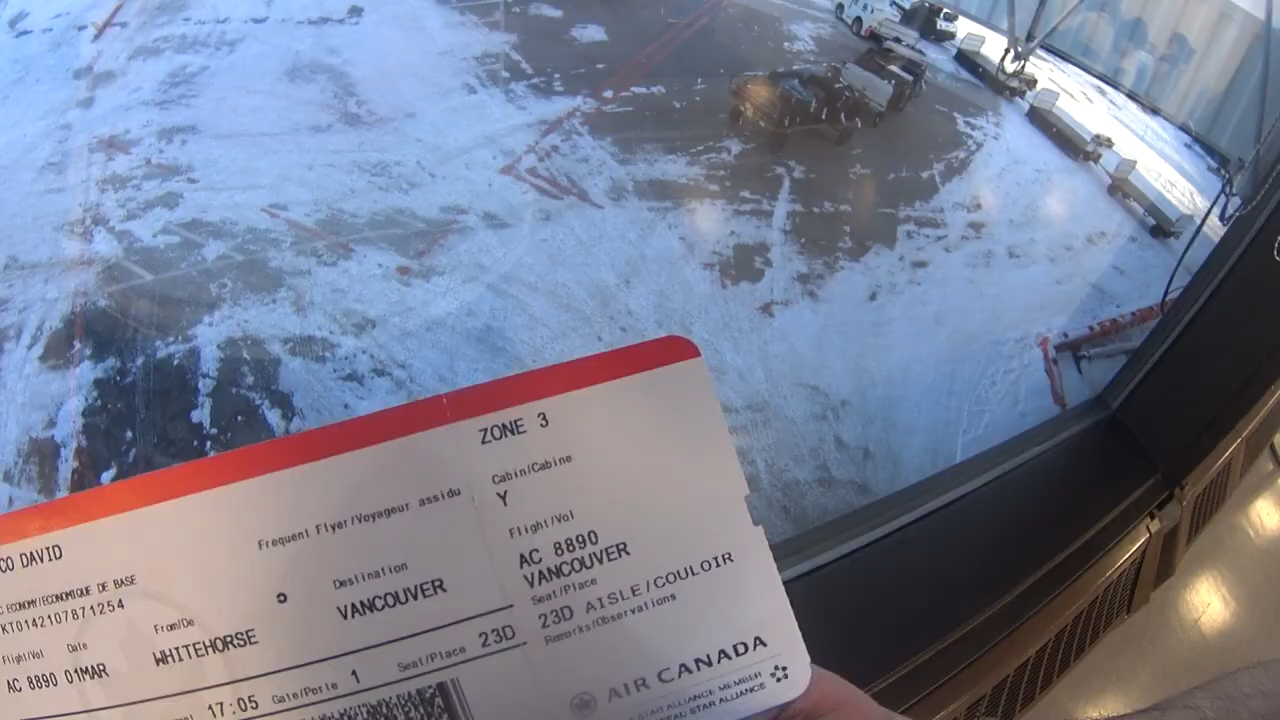 CO DAVID
Frequent Flyer/Voyageur assidu
ECONOMY/ECONOMIQUE DE BASE
KT0142107871254
From/De
WHITEHORSE
Destination
VANCOUVER
Flight/Vol Date
AC 8890 01MAR
17:05 Gate/Porte 1 Seat/Place 23D
ZONE 3
Cabin/Cabine
Y
Flight/Vol
AC 8890
VANCOUVER
Seat/Place
23D AISLE/COULOIR
Remarks/Observations
AIR CANADA
STAR ALLIANCE MEMBER
STAR ALLIANCE